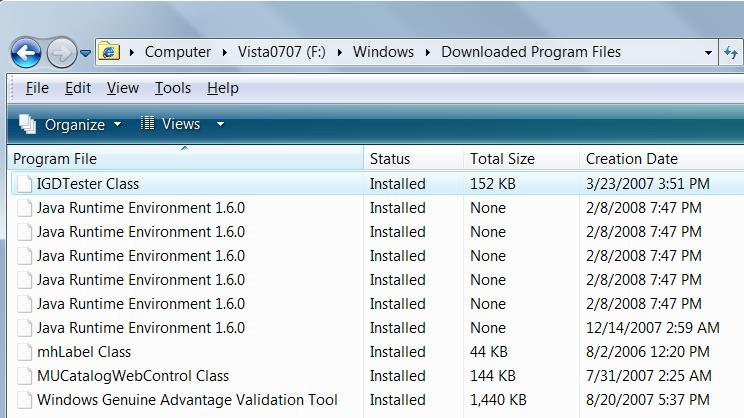 Computer Vista0707 (F:) Windows Downloaded Program Files
File Edit View Tools Help
Organize Views
Program File Status Total Size Creation Date
IGDTester Class Installed 152 KB 3/23/2007 3:51 PM
Java Runtime Environment 1.6.0 Installed None 2/8/2008 7:47 PM
Java Runtime Environment 1.6.0 Installed None 2/8/2008 7:47 PM
Java Runtime Environment 1.6.0 Installed None 2/8/2008 7:47 PM
Java Runtime Environment 1.6.0 Installed None 2/8/2008 7:47 PM
Java Runtime Environment 1.6.0 Installed None 2/8/2008 7:47 PM
Java Runtime Environment 1.6.0 Installed None 12/14/2007 2:59 AM
mhLabel Class Installed 44 KB 8/2/2006 12:20 PM
MUCatalogWebControl Class Installed 144 KB 7/31/2007 2:25 AM
Windows Genuine Advantage Validation Tool Installed 1,440 KB 8/20/2007 5:37 PM